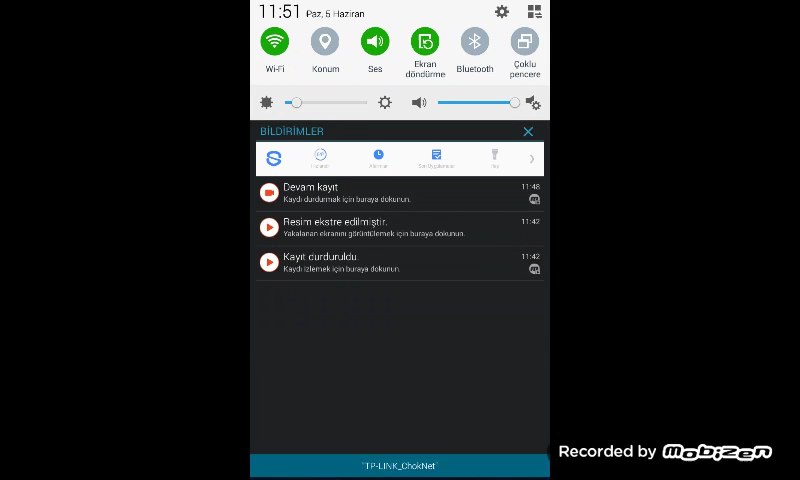 11:51 Paz, 5 Haziran
Wi-Fi
Konum
Ses
Ekran döndürme
Bluetooth
Çoklu pencere
BİLDİRİMLER
Son Uygulamalar
Devam kayıt 11:48
Kaydı durdurmak için buraya dokunun.
Resim ekstre edilmiştir. 11:42
Yakalanan ekranını görüntülemek için buraya dokunun.
Kayıt durduruldu. 11:42
Kaydı izlemek için buraya dokunun.
"TP-LINK_ChokNet"
Recorded by mobizen